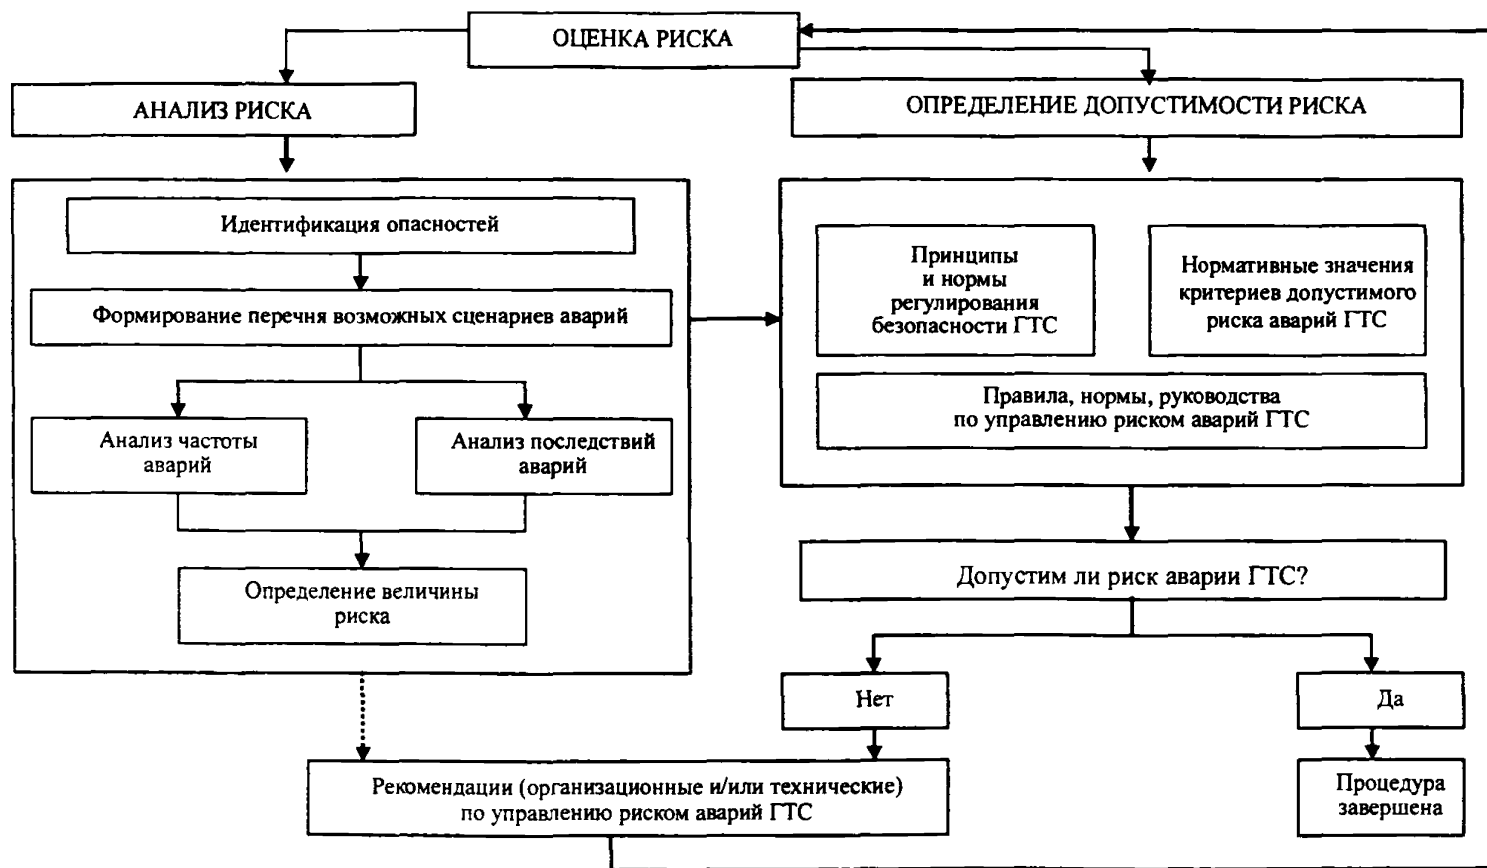 ОЦЕНКА РИСКА
АНАЛИЗ РИСКА
ОПРЕДЕЛЕНИЕ ДОПУСТИМОСТИ РИСКА
Идентификация опасностей
Формирование перечня возможных сценариев аварий
Анализ частоты
аварий
Анализ последствий
аварий
Определение величины
риска
Принципы
и нормы
регулирования
безопасности ГТС
Нормативные значения
критериев допустимого
риска аварий ГТС
Правила, нормы, руководства
по управлению риском аварий ГТС
Допустим ли риск аварии ГТС?
Нет
Да
Рекомендации (организационные и/или технические)
по управлению риском аварий ГТС
Процедура
завершена